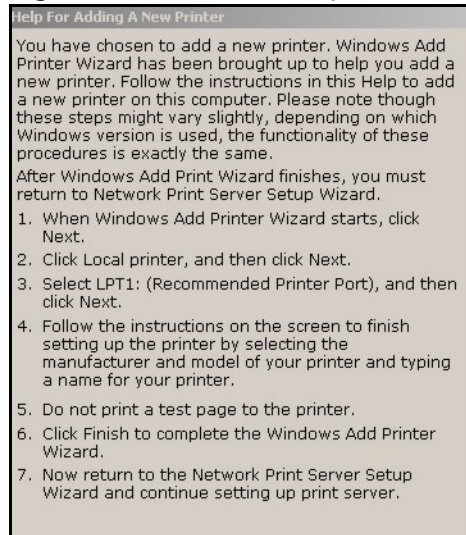 Help For Adding A New Printer
You have chosen to add a new printer. Windows Add
Printer Wizard has been brought up to help you add a
new printer. Follow the instructions in this Help to add
a new printer on this computer. Please note though
these steps might vary slightly, depending on which
Windows version is used, the functionality of these
procedures is exactly the same.
After Windows Add Print Wizard finishes, you must
return to Network Print Server Setup Wizard.
1. When Windows Add Printer Wizard starts, click
Next.
2. Click Local printer, and then click Next.
3. Select LPT1: (Recommended Printer Port), and then
click Next.
4. Follow the instructions on the screen to finish
setting up the printer by selecting the
manufacturer and model of your printer and typing
a name for your printer.
5. Do not print a test page to the printer.
6. Click Finish to complete the Windows Add Printer
Wizard.
7. Now return to the Network Print Server Setup
Wizard and continue setting up print server.